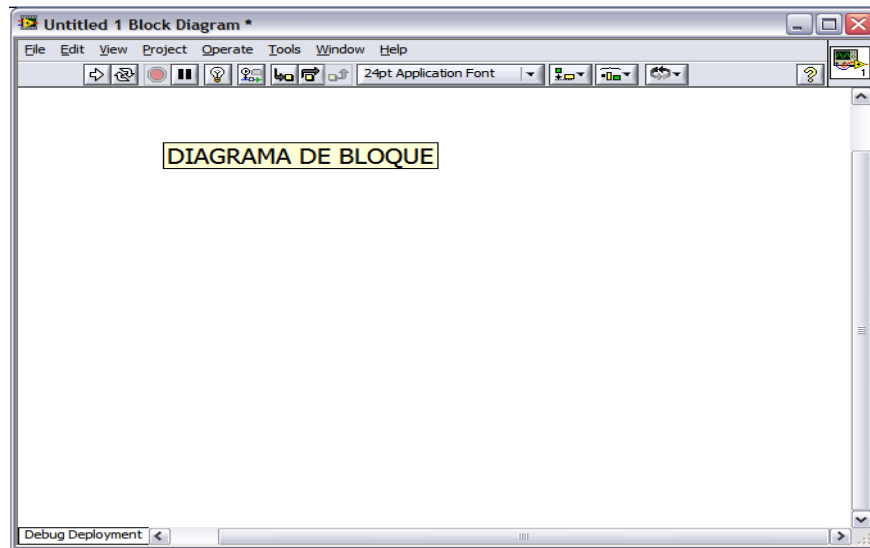 Untitled 1 Block Diagram *
File Edit View Project Operate Tools Window Help
24pt Application Font
1
DIAGRAMA DE BLOQUE
Debug Deployment